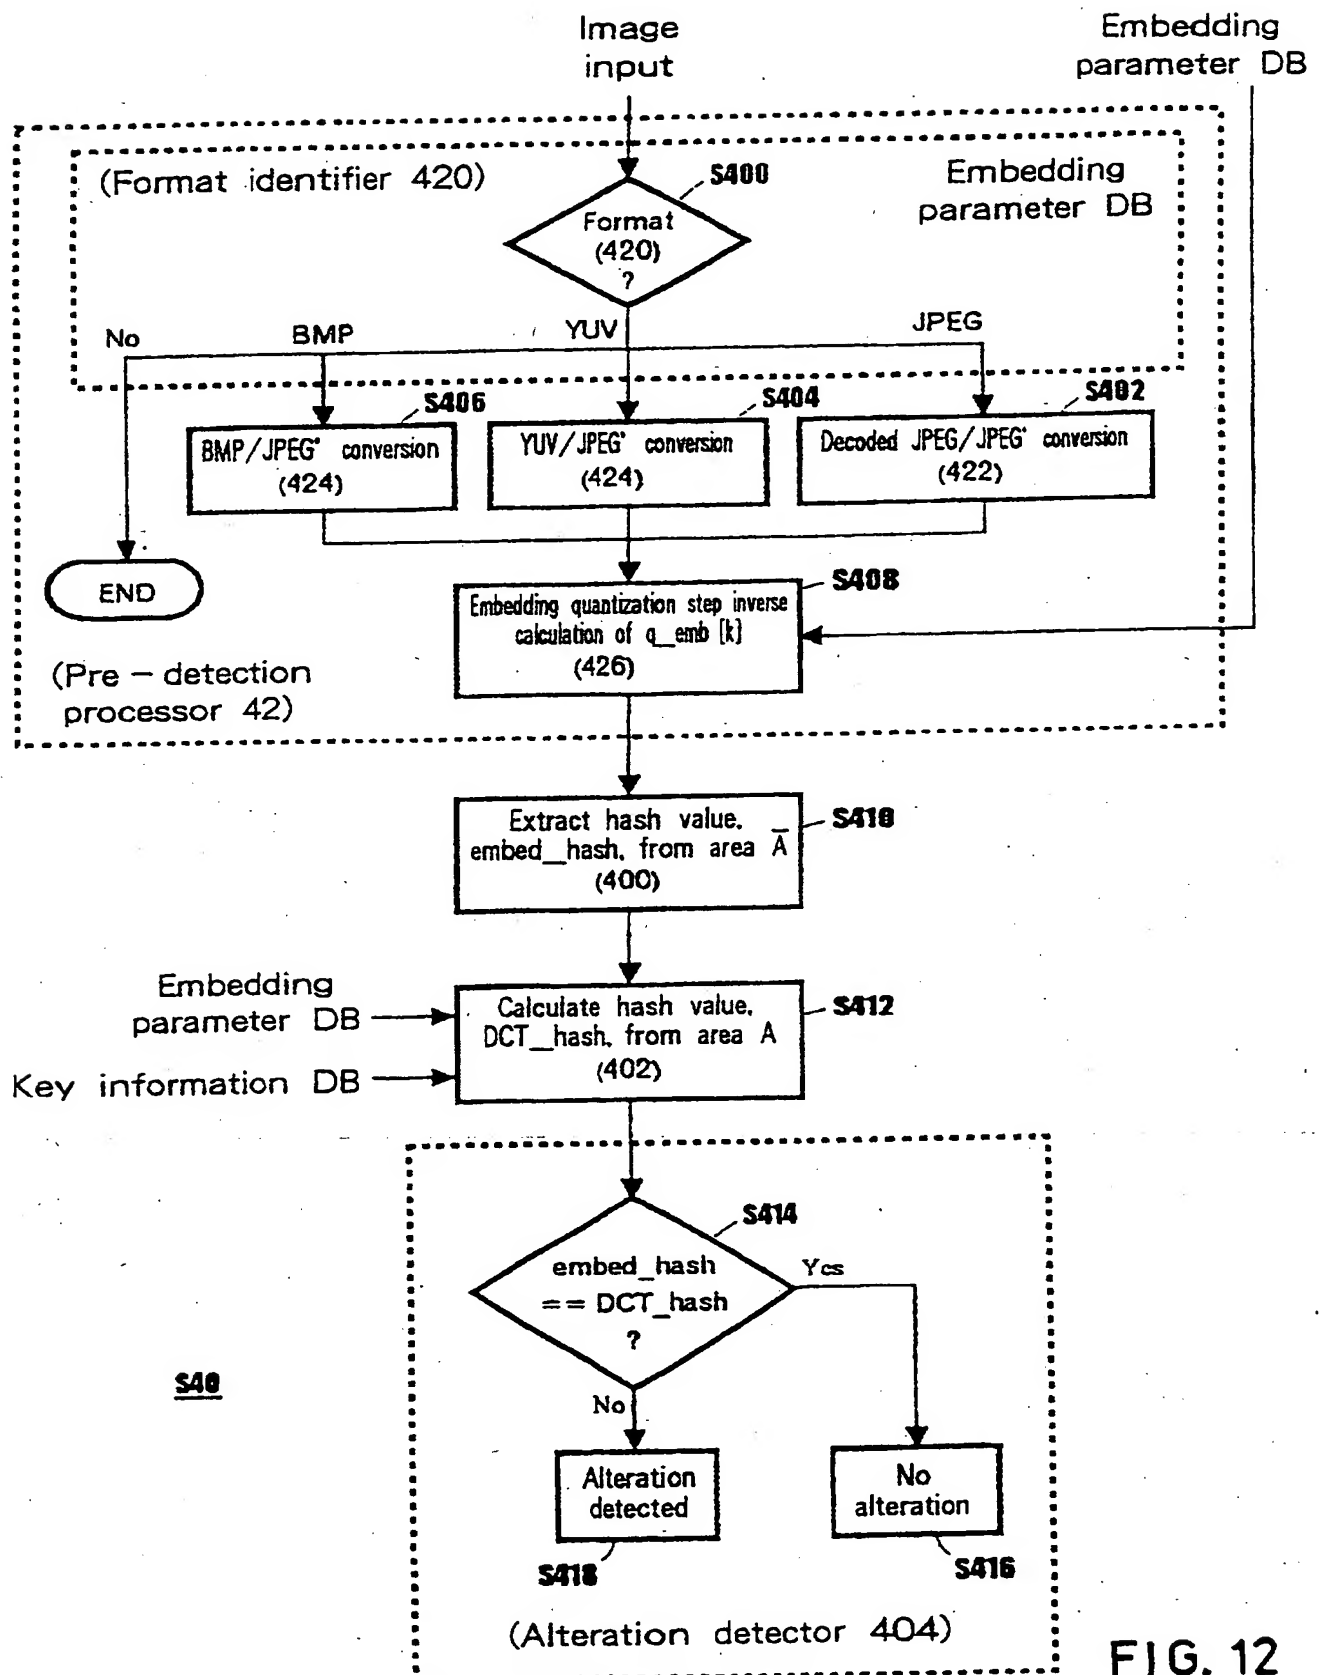 Image
input
Embedding
parameter DB
(Format identifier 420)
S400
Embedding
parameter DB
Format
(420)
?
No
BMP
YUV
JPEG
S406
S404
S402
BMP/JPEG* conversion
(424)
YUV/JPEG* conversion
(424)
Decoded JPEG/JPEG* conversion
(422)
END
S408
Embedding quantization step inverse
calculation of q_emb [k]
(426)
(Pre-detection
processor 42)
Extract hash value,
embed_hash, from area A̅
(400)
S410
Embedding
parameter DB
Key information DB
Calculate hash value,
DCT_hash, from area A
(402)
S412
S414
embed_hash
== DCT_hash
?
Yes
No
S40
Alteration
detected
No
alteration
S418
S416
(Alteration detector 404)
FIG. 12